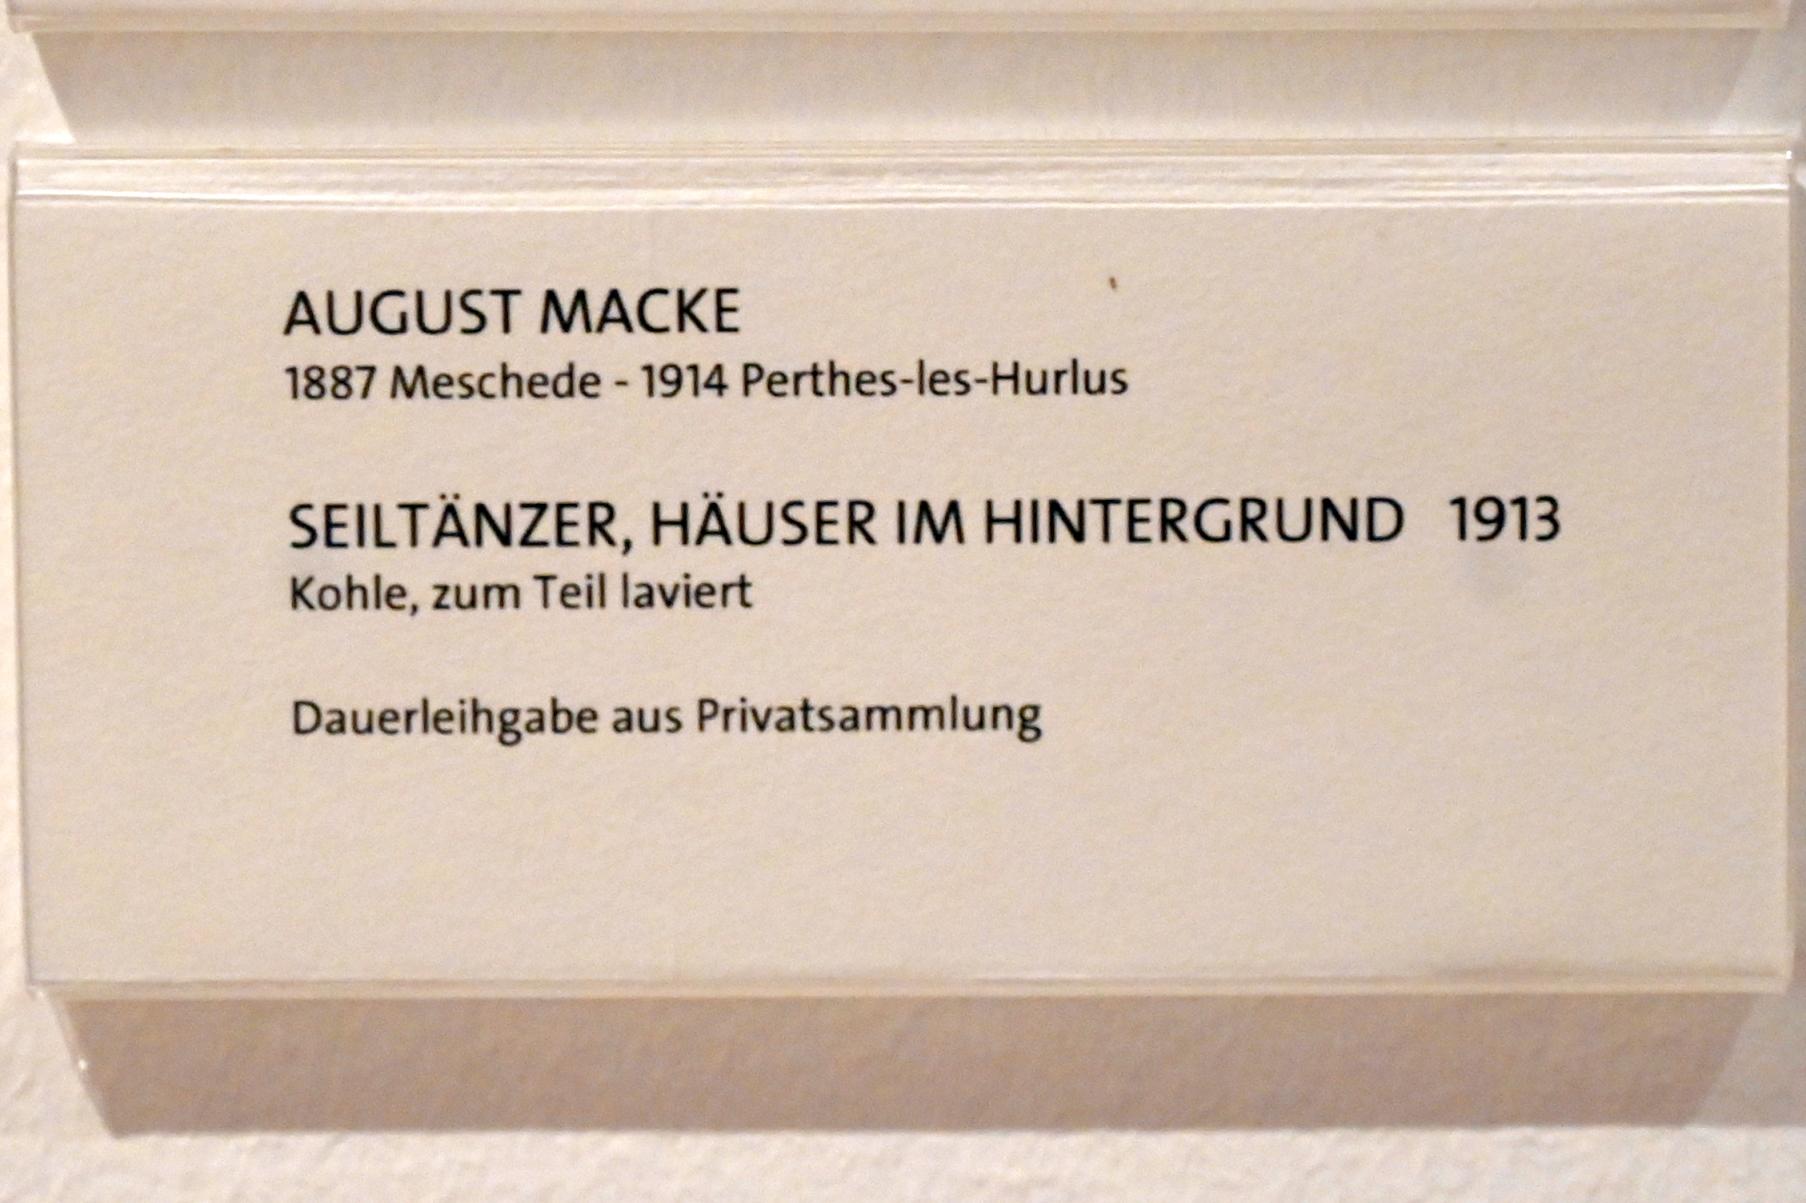 AUGUST MACKE
1887 Meschede - 1914 Perthes-les-Hurlus
SEILTÄNZER, HÄUSER IM HINTERGRUND 1913
Kohle, zum Teil laviert
Dauerleihgabe aus Privatsammlung